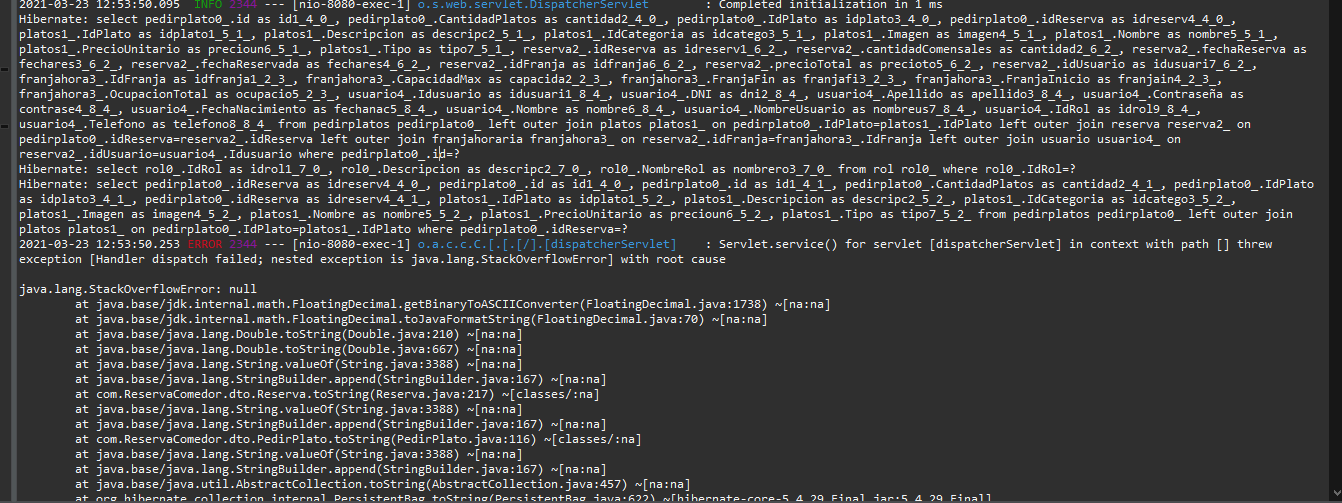 2021-03-23 12:53:50.095  INFO 2344 --- [nio-8080-exec-1] o.s.web.servlet.DispatcherServlet        : Completed initialization in 1 ms
Hibernate: select pedirplato0_.id as id1_4_0_, pedirplato0_.CantidadPlatos as cantidad2_4_0_, pedirplato0_.IdPlato as idplato3_4_0_, pedirplato0_.idReserva as idreserv4_4_0_,
platos1_.IdPlato as idplato1_5_1_, platos1_.Descripcion as descripc2_5_1_, platos1_.IdCategoria as idcatego3_5_1_, platos1_.Imagen as imagen4_5_1_, platos1_.Nombre as nombre5_5_1_,
platos1_.PrecioUnitario as precioun6_5_1_, platos1_.Tipo as tipo7_5_1_, reserva2_.idReserva as idreserv1_6_2_, reserva2_.cantidadComensales as cantidad2_6_2_, reserva2_.fechaReserva as
fechares3_6_2_, reserva2_.fechaReservada as fechares4_6_2_, reserva2_.idFranja as idfranja6_6_2_, reserva2_.precioTotal as precioto5_6_2_, reserva2_.idUsuario as idusuari7_6_2_,
franjahora3_.IdFranja as idfranja1_2_3_, franjahora3_.CapacidadMax as capacida2_2_3_, franjahora3_.FranjaFin as franjafi3_2_3_, franjahora3_.FranjaInicio as franjain4_2_3_,
franjahora3_.OcupacionTotal as ocupacio5_2_3_, usuario4_.Idusuario as idusuari1_8_4_, usuario4_.DNI as dni2_8_4_, usuario4_.Apellido as apellido3_8_4_, usuario4_.Contraseña as
contrase4_8_4_, usuario4_.FechaNacimiento as fechanac5_8_4_, usuario4_.Nombre as nombre6_8_4_, usuario4_.NombreUsuario as nombreus7_8_4_, usuario4_.IdRol as idrol9_8_4_,
usuario4_.Telefono as telefono8_8_4_ from pedirplatos pedirplato0_ left outer join platos platos1_ on pedirplato0_.IdPlato=platos1_.IdPlato left outer join reserva reserva2_ on
pedirplato0_.idReserva=reserva2_.idReserva left outer join franjahoraria franjahora3_ on reserva2_.idFranja=franjahora3_.IdFranja left outer join usuario usuario4_ on
reserva2_.idUsuario=usuario4_.Idusuario where pedirplato0_.id=?
Hibernate: select rol0_.IdRol as idrol1_7_0_, rol0_.Descripcion as descripc2_7_0_, rol0_.NombreRol as nombrero3_7_0_ from rol rol0_ where rol0_.IdRol=?
Hibernate: select pedirplato0_.idReserva as idreserv4_4_0_, pedirplato0_.id as id1_4_0_, pedirplato0_.id as id1_4_1_, pedirplato0_.CantidadPlatos as cantidad2_4_1_, pedirplato0_.IdPlato
as idplato3_4_1_, pedirplato0_.idReserva as idreserv4_4_1_, platos1_.IdPlato as idplato1_5_2_, platos1_.Descripcion as descripc2_5_2_, platos1_.IdCategoria as idcatego3_5_2_,
platos1_.Imagen as imagen4_5_2_, platos1_.Nombre as nombre5_5_2_, platos1_.PrecioUnitario as precioun6_5_2_, platos1_.Tipo as tipo7_5_2_ from pedirplatos pedirplato0_ left outer join
platos platos1_ on pedirplato0_.IdPlato=platos1_.IdPlato where pedirplato0_.idReserva=?
2021-03-23 12:53:50.253 ERROR 2344 --- [nio-8080-exec-1] o.a.c.c.C.[.[.[/].[dispatcherServlet]    : Servlet.service() for servlet [dispatcherServlet] in context with path [] threw
exception [Handler dispatch failed; nested exception is java.lang.StackOverflowError] with root cause
java.lang.StackOverflowError: null
at java.base/jdk.internal.math.FloatingDecimal.getBinaryToASCIIConverter(FloatingDecimal.java:1738) ~[na:na]
at java.base/jdk.internal.math.FloatingDecimal.toJavaFormatString(FloatingDecimal.java:70) ~[na:na]
at java.base/java.lang.Double.toString(Double.java:210) ~[na:na]
at java.base/java.lang.Double.toString(Double.java:667) ~[na:na]
at java.base/java.lang.String.valueOf(String.java:3388) ~[na:na]
at java.base/java.lang.StringBuilder.append(StringBuilder.java:167) ~[na:na]
at com.ReservaComedor.dto.Reserva.toString(Reserva.java:217) ~[classes/:na]
at java.base/java.lang.String.valueOf(String.java:3388) ~[na:na]
at java.base/java.lang.StringBuilder.append(StringBuilder.java:167) ~[na:na]
at com.ReservaComedor.dto.PedirPlato.toString(PedirPlato.java:116) ~[classes/:na]
at java.base/java.lang.String.valueOf(String.java:3388) ~[na:na]
at java.base/java.lang.StringBuilder.append(StringBuilder.java:167) ~[na:na]
at java.base/java.util.AbstractCollection.toString(AbstractCollection.java:457) ~[na:na]
at org.hibernate.collection.internal.PersistentBag.toString(PersistentBag.java:622) ~[hibernate-core-5.4.29.Final.jar:5.4.29.Final]